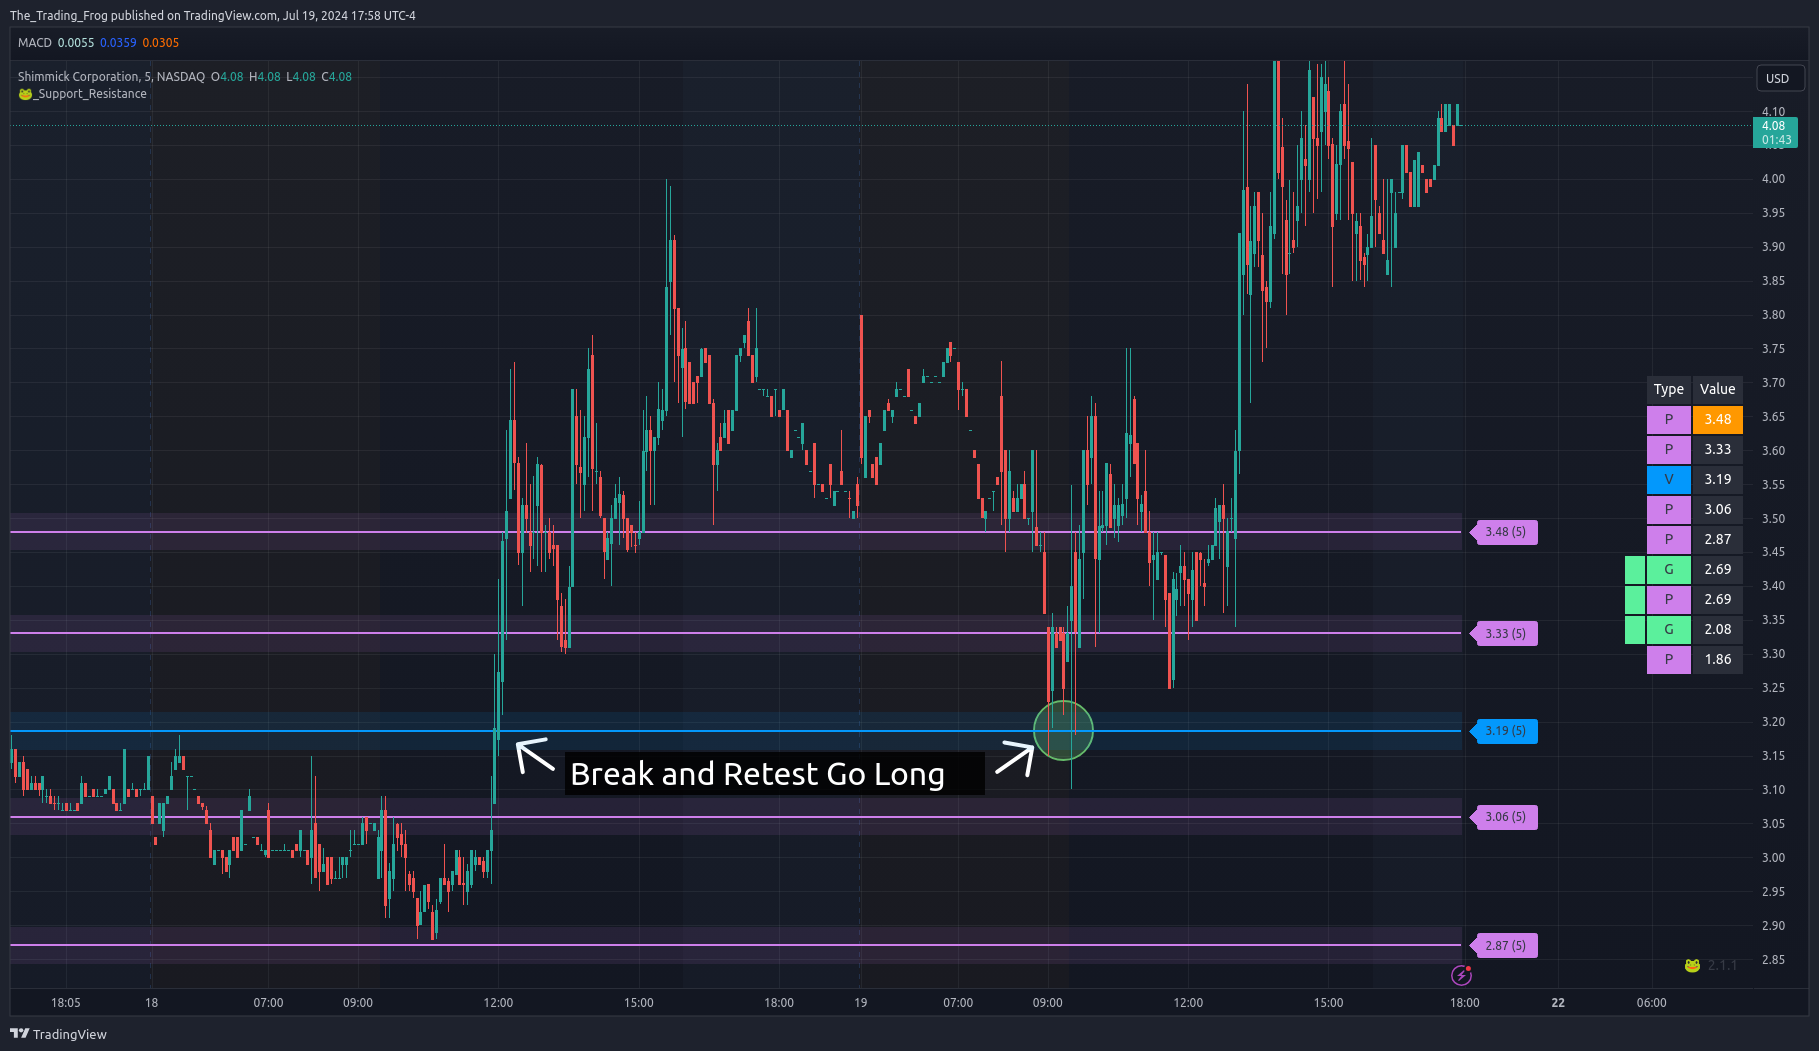 The_Trading_Frog published on TradingView.com, Jul 19, 2024 17:58 UTC-4
MACD 0.0055 0.0359 0.0305
Shimmick Corporation, 5, NASDAQ O4.08 H4.08 L4.08 C4.08
🐸_Support_Resistance
USD
4.10
4.08
01:43
4.00
3.95
3.90
3.85
3.80
3.75
3.70
3.65
3.60
3.55
3.50
3.45
3.40
3.35
3.30
3.25
3.20
3.15
3.10
3.05
3.00
2.95
2.90
2.85
Type Value
P 3.48
P 3.33
V 3.19
P 3.06
P 2.87
G 2.69
P 2.69
G 2.08
P 1.86
3.48 (5)
3.33 (5)
3.19 (5)
3.06 (5)
2.87 (5)
Break and Retest Go Long
🐸 2.1.1
18:05 18 07:00 09:00 12:00 15:00 18:00 19 07:00 09:00 12:00 15:00 18:00 22 06:00
TradingView